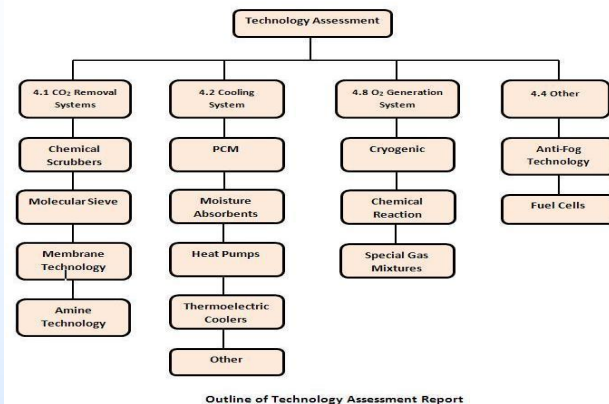 Technology Assessment
4.1 CO₂ Removal
Systems
4.2 Cooling
System
4.8 O₂ Generation
System
4.4 Other
Chemical
Scrubbers
PCM
Cryogenic
Anti-Fog
Technology
Molecular Sieve
Moisture
Absorbents
Chemical
Reaction
Fuel Cells
Membrane
Technology
Heat Pumps
Special Gas
Mixtures
Amine
Technology
Thermoelectric
Coolers
Other
Outline of Technology Assessment Report